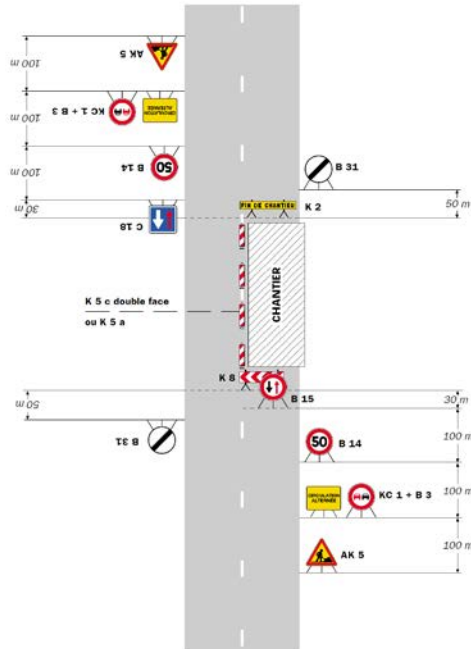 100 m
AK 5
100 m
KC 1 + B 3
CIRCULATION
ALTERNÉE
100 m
B 14
50
B 31
30 m
C 18
FIN DE CHANTIER
K 2
50 m
CHANTIER
K 5 c double face
ou K 5 a
K 8
50 m
B 15
30 m
B 31
50
B 14
100 m
CIRCULATION
ALTERNÉE
KC 1 + B 3
100 m
AK 5
100 m